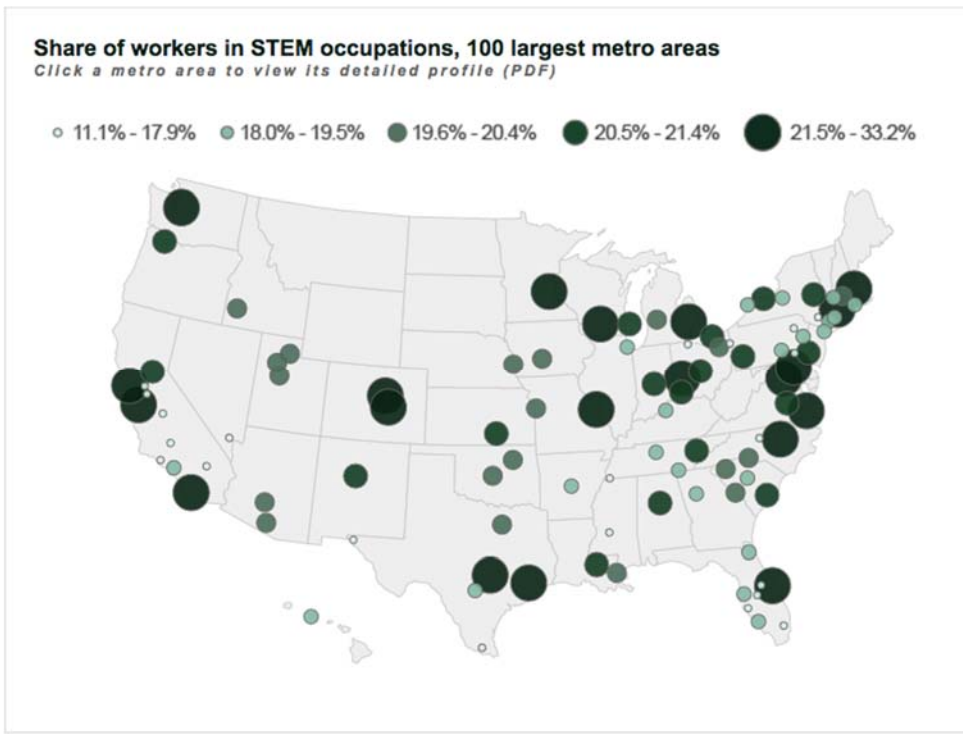 Share of workers in STEM occupations, 100 largest metro areas
Click a metro area to view its detailed profile (PDF)
11.1% - 17.9% 18.0% - 19.5% 19.6% - 20.4% 20.5% - 21.4% 21.5% - 33.2%